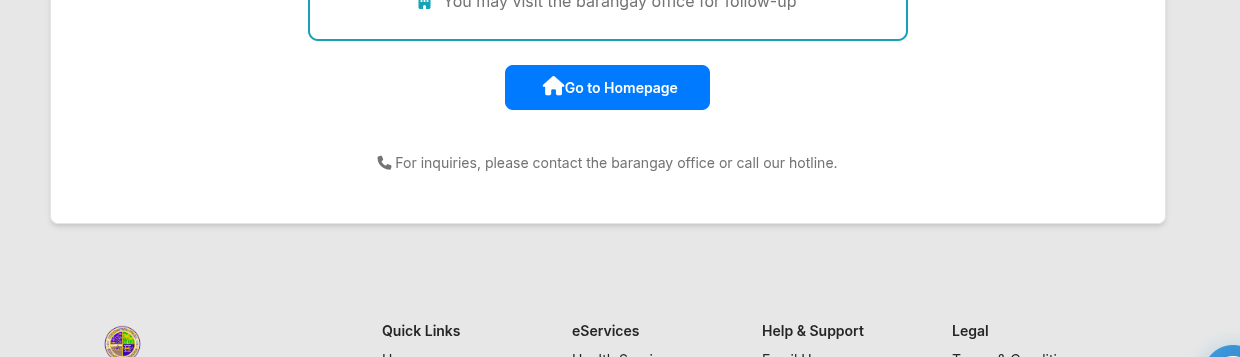 You may visit the barangay office for follow-up
Go to Homepage
For inquiries, please contact the barangay office or call our hotline.
Quick Links
eServices
Help & Support
Legal